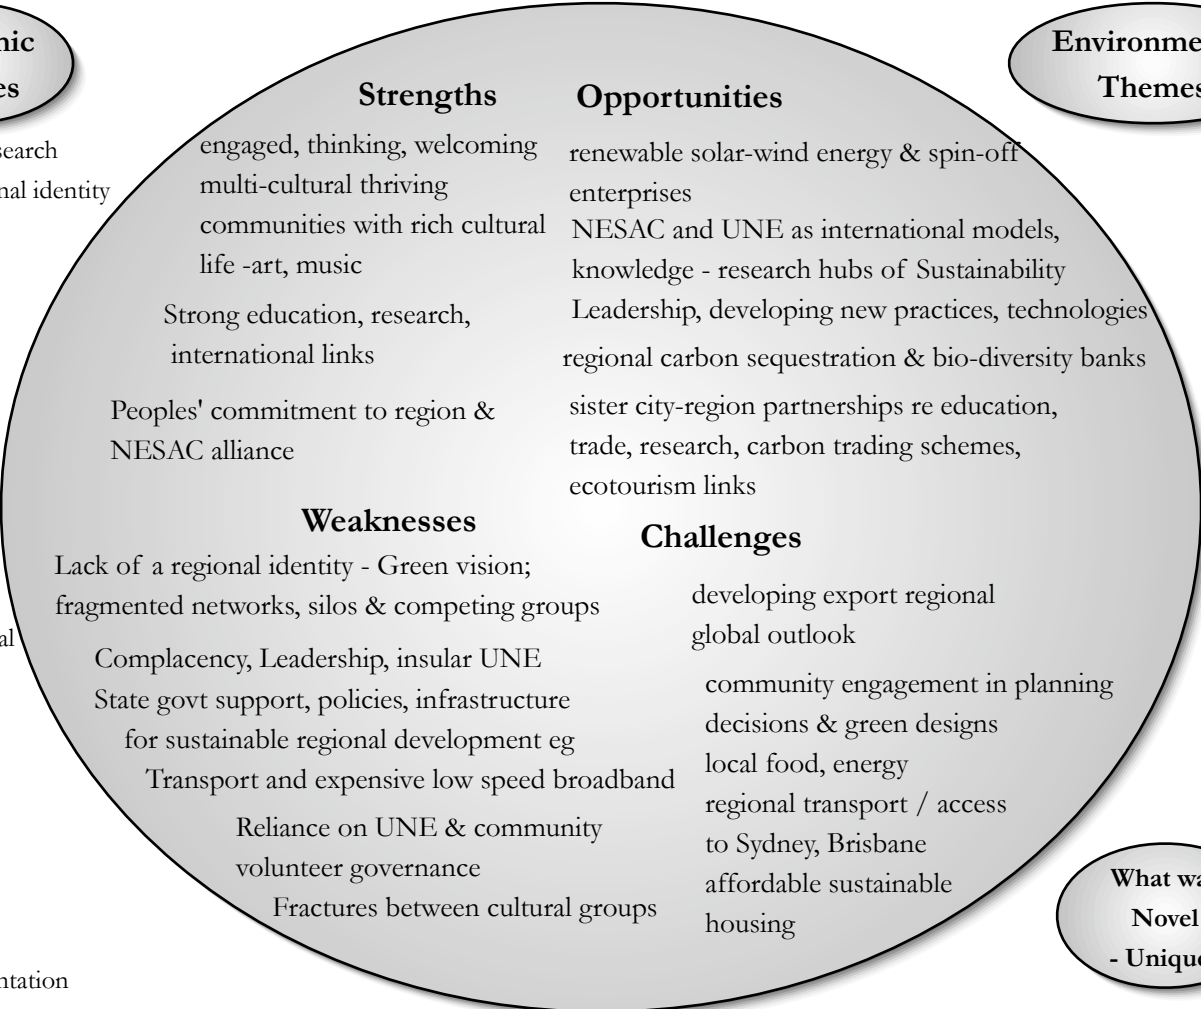 Strengths
engaged, thinking, welcoming
multi-cultural thriving
communities with rich cultural
life -art, music
Strong education, research,
international links
Peoples' commitment to region &
NESAC alliance
Opportunities
renewable solar-wind energy & spin-off
enterprises
NESAC and UNE as international models,
knowledge - research hubs of Sustainability
Leadership, developing new practices, technologies
regional carbon sequestration & bio-diversity banks
sister city-region partnerships re education,
trade, research, carbon trading schemes,
ecotourism links
Weaknesses
Lack of a regional identity - Green vision;
fragmented networks, silos & competing groups
Complacency, Leadership, insular UNE
State govt support, policies, infrastructure
for sustainable regional development eg
Transport and expensive low speed broadband
Reliance on UNE & community
volunteer governance
Fractures between cultural groups
Challenges
developing export regional
global outlook
community engagement in planning
decisions & green designs
local food, energy
regional transport / access
to Sydney, Brisbane
affordable sustainable
housing
identity
Themes
What
Novel
-